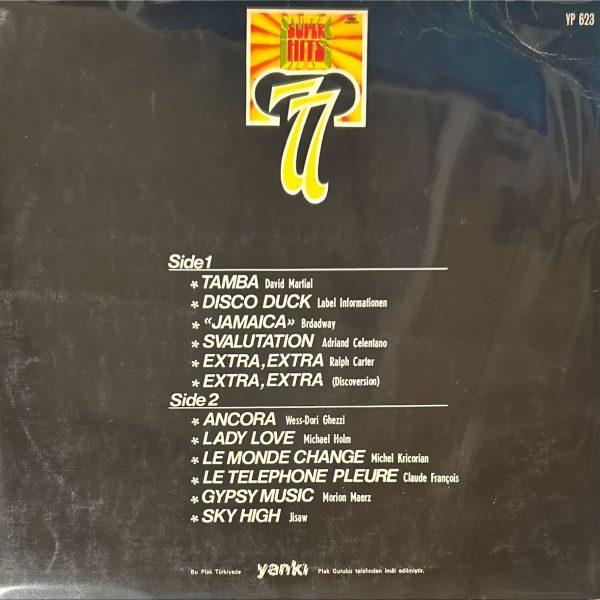 YP 623
SUPER
HITS
77
Side 1
* TAMBA David Martial
* DISCO DUCK Label Informationen
* «JAMAICA» Brdadway
* SVALUTATION Adriand Celentano
* EXTRA, EXTRA Ralph Carter
* EXTRA, EXTRA (Discoversion)
Side 2
* ANCORA Wess-Dori Ghezzi
* LADY LOVE Michael Holm
* LE MONDE CHANGE Michel Kricorian
* LE TELEPHONE PLEURE Claude François
* GYPSY MUSIC Morion Maerz
* SKY HIGH Jisaw
Bu Plak Türkiyede yankı Plak Gurubu tarafından imâl edilmiştir.